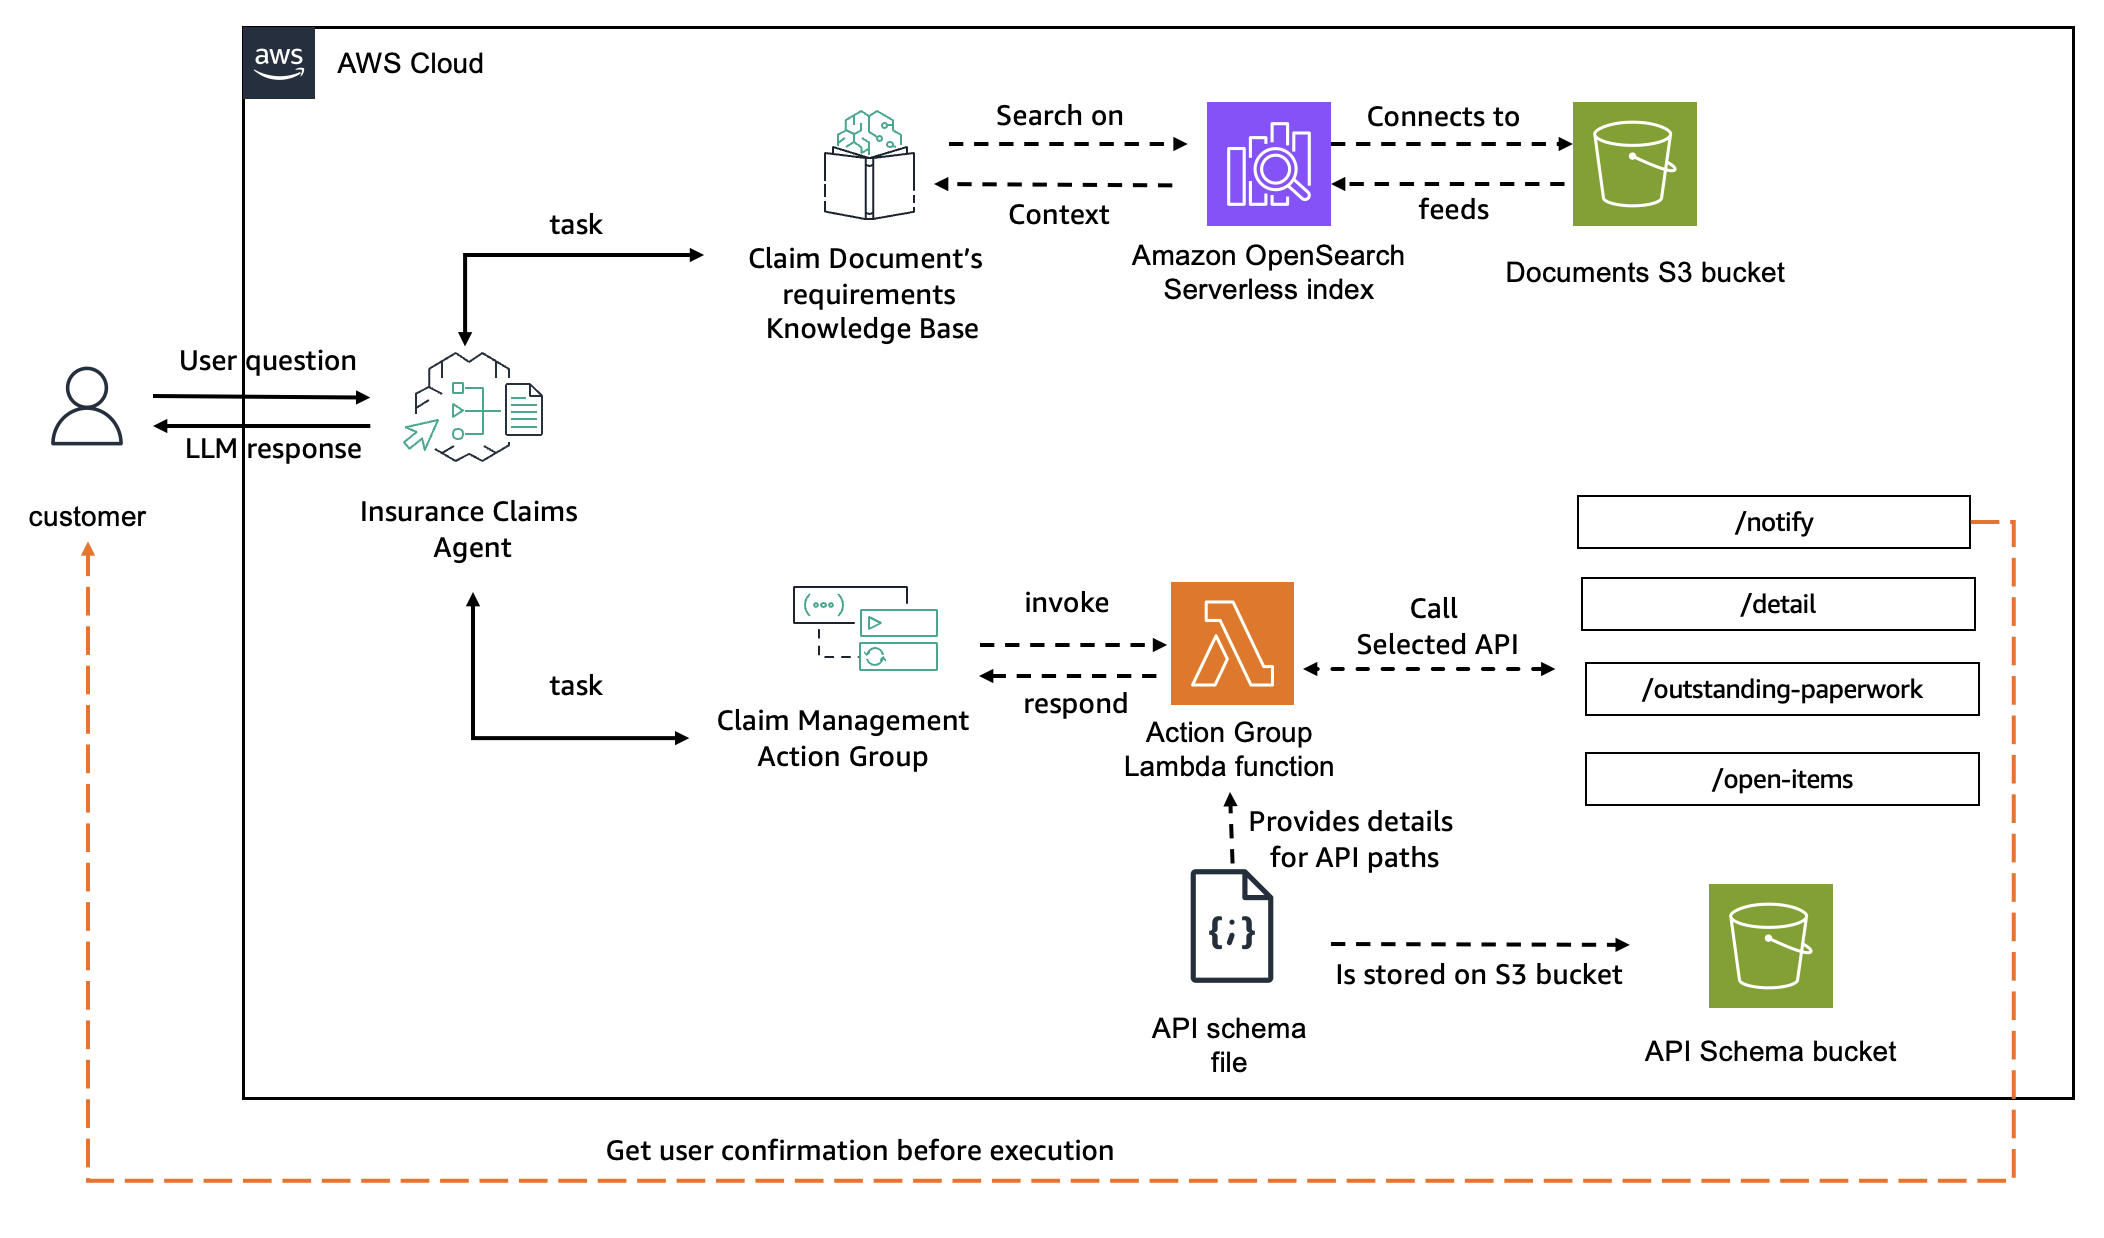 aws
AWS Cloud
Search on
Connects to
Context
feeds
task
Claim Document’s
requirements
Knowledge Base
Amazon OpenSearch
Serverless index
Documents S3 bucket
User question
LLM response
customer
Insurance Claims
Agent
/notify
/detail
/outstanding-paperwork
/open-items
(...)
invoke
respond
Call
Selected API
task
Claim Management
Action Group
Action Group
Lambda function
Provides details
for API paths
{;}
Is stored on S3 bucket
API schema
file
API Schema bucket
Get user confirmation before execution